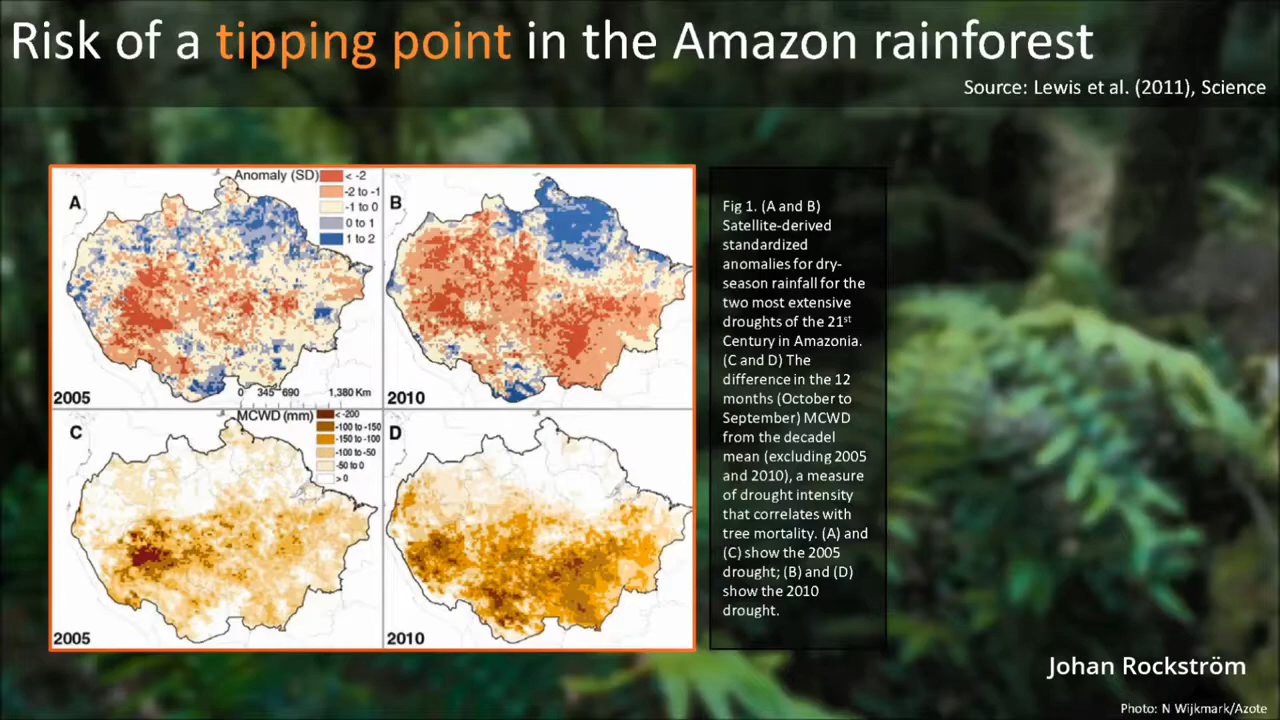 Risk of a tipping point in the Amazon rainforest
Source: Lewis et al. (2011), Science
A
Anomaly (SD)
< -2
-2 to -1
-1 to 0
0 to 1
1 to 2
0 345 690 1,380 Km
2005
B
2010
C
MCWD (mm)
< -200
-100 to -150
-150 to -100
-100 to -50
-50 to 0
> 0
2005
D
2010
Fig 1. (A and B)
Satellite-derived
standardized
anomalies for dry-
season rainfall for the
two most extensive
droughts of the 21st
Century in Amazonia.
(C and D) The
difference in the 12
months (October to
September) MCWD
from the decadel
mean (excluding 2005
and 2010), a measure
of drought intensity
that correlates with
tree mortality. (A) and
(C) show the 2005
drought; (B) and (D)
show the 2010
drought.
Johan Rockström
Photo: N Wijkmark/Azote